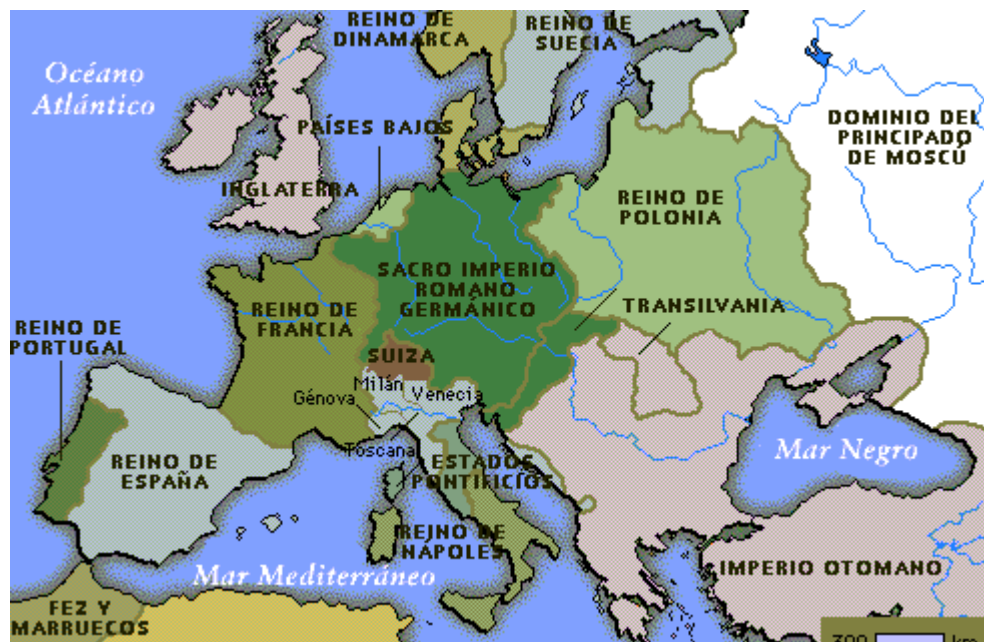 REINO DE
DINAMARCA
REINO DE
SUECIA
Océano
Atlántico
PAÍSES BAJOS
DOMINIO DEL
PRINCIPADO
DE MOSCÚ
INGLATERRA
REINO DE
POLONIA
SACRO IMPERIO
ROMANO
GERMÁNICO
REINO DE
FRANCIA
TRANSILVANIA
REINO DE
PORTUGAL
SUIZA
Milán
Venecia
Génova
Toscana
Mar Negro
REINO DE
ESPAÑA
ESTADOS
PONTIFICIOS
REINO DE
NÁPOLES
Mar Mediterráneo
IMPERIO OTOMANO
FEZ Y
MARRUECOS
300 km